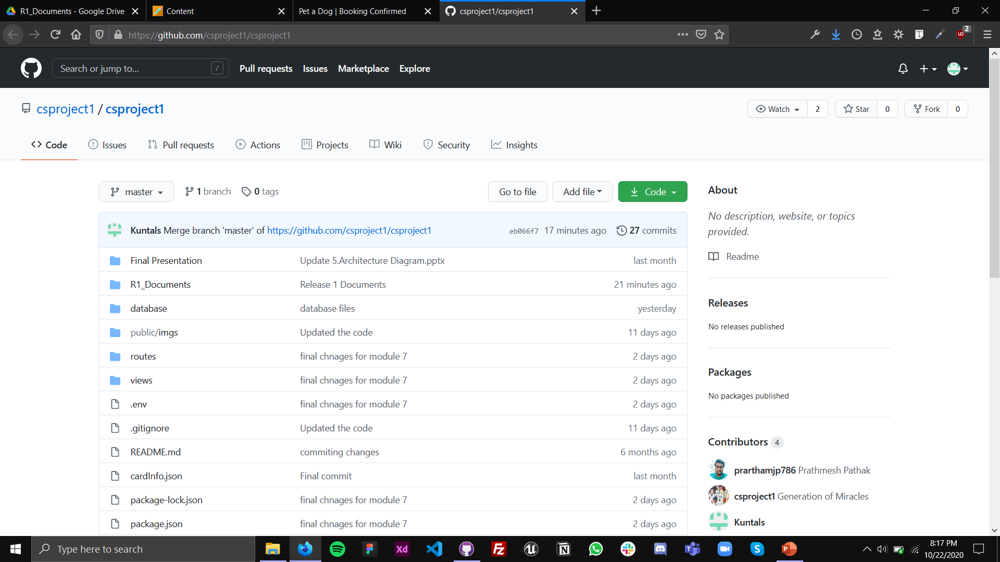 R1_Documents - Google Drive
Content
Pet a Dog | Booking Confirmed
csproject1/csproject1
https://github.com/csproject1/csproject1
2
Search or jump to...
/
Pull requests
Issues
Marketplace
Explore
csproject1 / csproject1
Watch
2
Star
0
Fork
0
Code
Issues
Pull requests
Actions
Projects
Wiki
Security
Insights
master
1 branch
0 tags
Go to file
Add file
Code
Kuntals Merge branch 'master' of https://github.com/csproject1/csproject1
eb066f7 17 minutes ago
27 commits
Final Presentation Update 5.Architecture Diagram.pptx last month
R1_Documents Release 1 Documents 21 minutes ago
database database files yesterday
public/imgs Updated the code 11 days ago
routes final chnages for module 7 2 days ago
views final chnages for module 7 2 days ago
.env final chnages for module 7 2 days ago
.gitignore Updated the code 11 days ago
README.md commiting changes 6 months ago
cardInfo.json Final commit last month
package-lock.json final chnages for module 7 2 days ago
package.json final chnages for module 7 2 days ago
About
No description, website, or topics
provided.
Readme
Releases
No releases published
Packages
No packages published
Contributors 4
prarthamjp786 Prathmesh Pathak
csproject1 Generation of Miracles
Kuntals
Type here to search
8:17 PM
10/22/2020